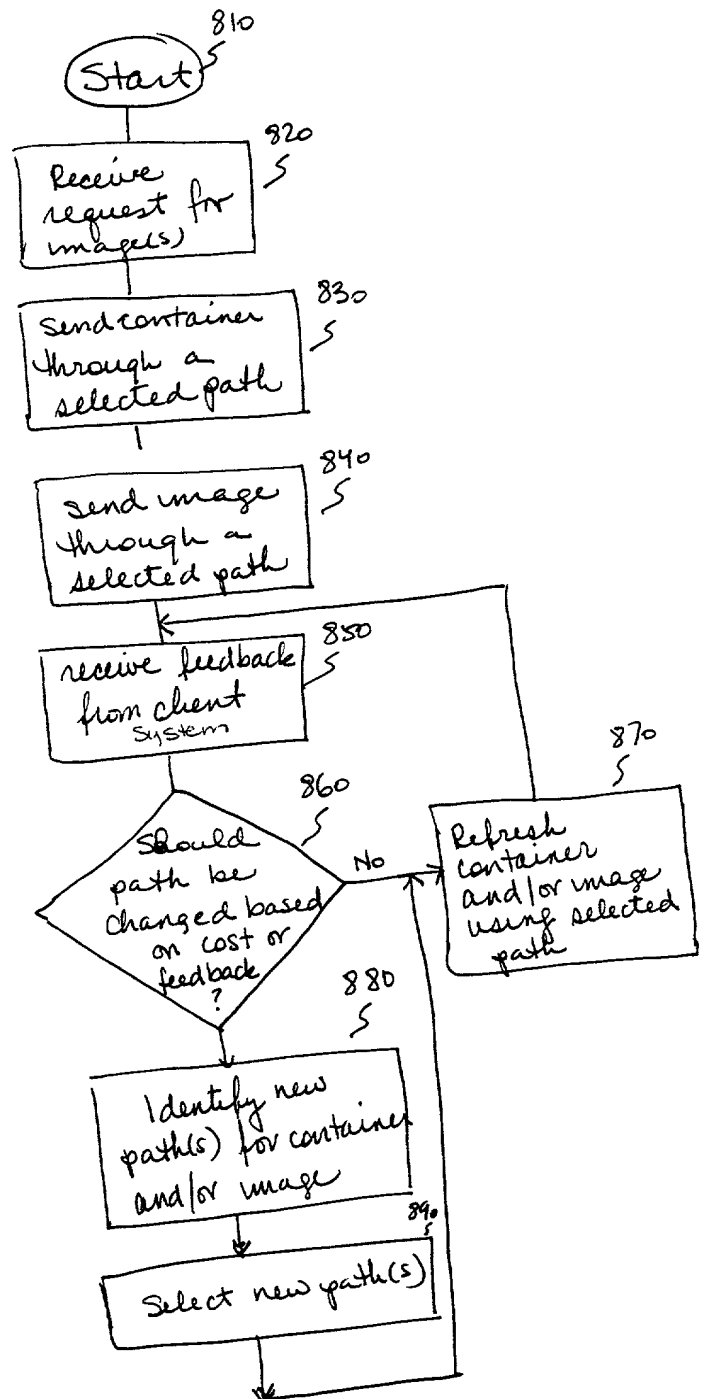 810
Start
820
Receive
request for
image(s)
830
send container
through a
selected path
840
send image
through a
selected path
850
receive feedback
from client
system
860
Should
path be
changed based
on cost or
feedback
?
No
870
Refresh
container
and/or image
using selected
path
880
Identify new
path(s) for container
and/or image
890
Select new path(s)